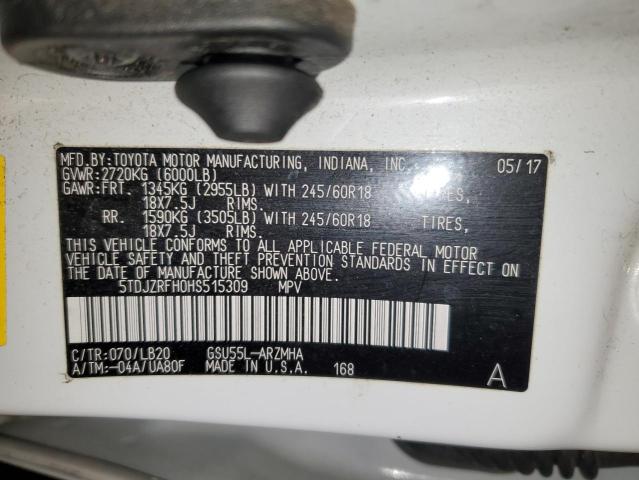 MFD.BY:TOYOTA MOTOR MANUFACTURING, INDIANA, INC. 05/17
GVWR:2720KG (6000LB)
GAWR:FRT. 1345KG (2955LB) WITH 245/60R18 TIRES,
18X7.5J RIMS.
RR. 1590KG (3505LB) WITH 245/60R18 TIRES,
18X7.5J RIMS.
THIS VEHICLE CONFORMS TO ALL APPLICABLE FEDERAL MOTOR
VEHICLE SAFETY AND THEFT PREVENTION STANDARDS IN EFFECT ON
THE DATE OF MANUFACTURE SHOWN ABOVE.
5TDJZRFH0HS515309 MPV
C/TR:070/LB20 GSU55L-ARZMHA
A/TM:-04A/UA80F MADE IN U.S.A. 168 A